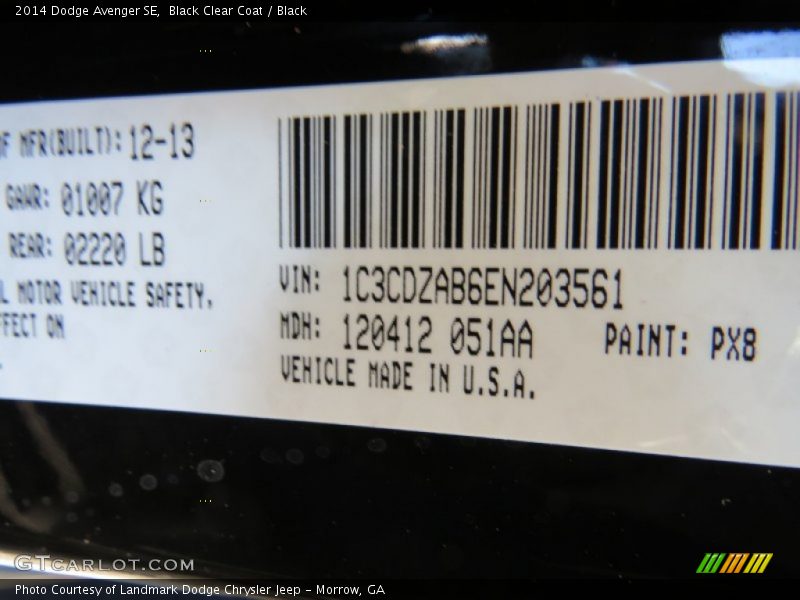 2014 Dodge Avenger SE, Black Clear Coat / Black
MFR(BUILT): 12-13
GAWR: 01007 KG
REAR: 02220 LB
MOTOR VEHICLE SAFETY.
ON
VIN: 1C3CDZAB6EN203561
MDH: 120412 051AA PAINT: PX8
VEHICLE MADE IN U.S.A.
GTCARLOT.COM
Photo Courtesy of Landmark Dodge Chrysler Jeep – Morrow, GA